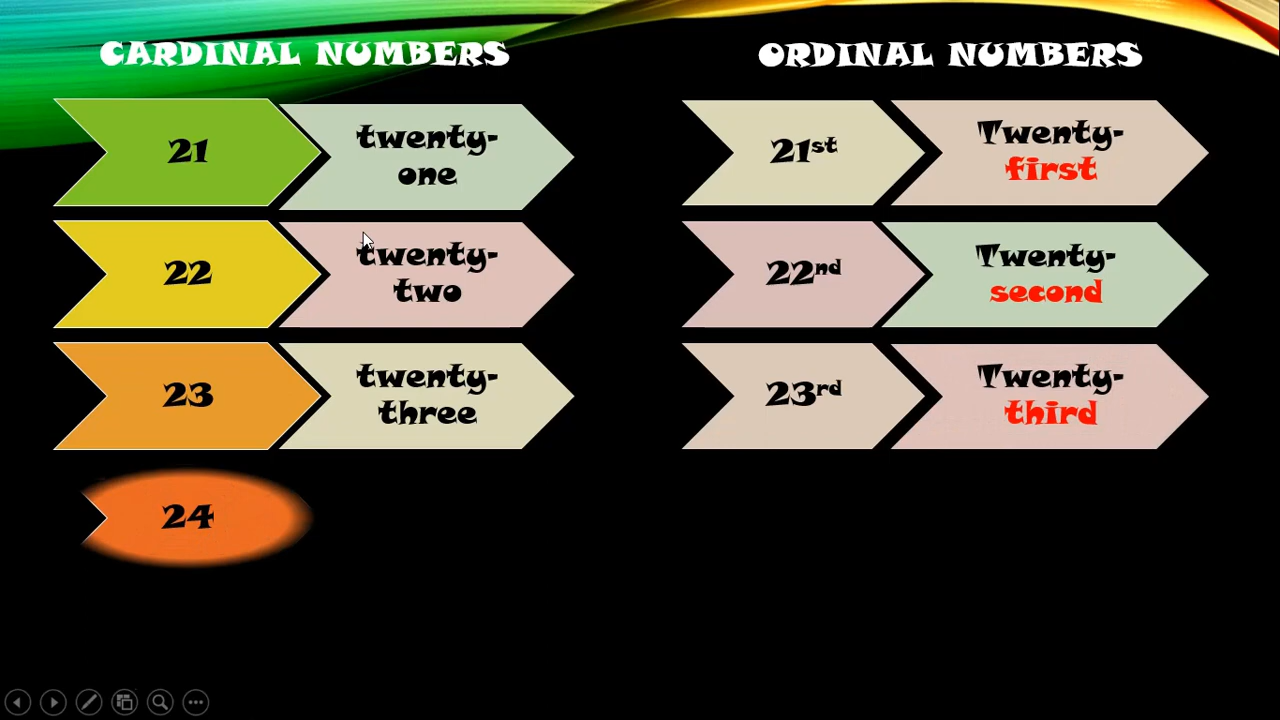 CARDINAL NUMBERS
ORDINAL NUMBERS
21
twenty-
one
21st
Twenty-
first
22
twenty-
two
22nd
Twenty-
second
23
twenty-
three
23rd
Twenty-
third
24